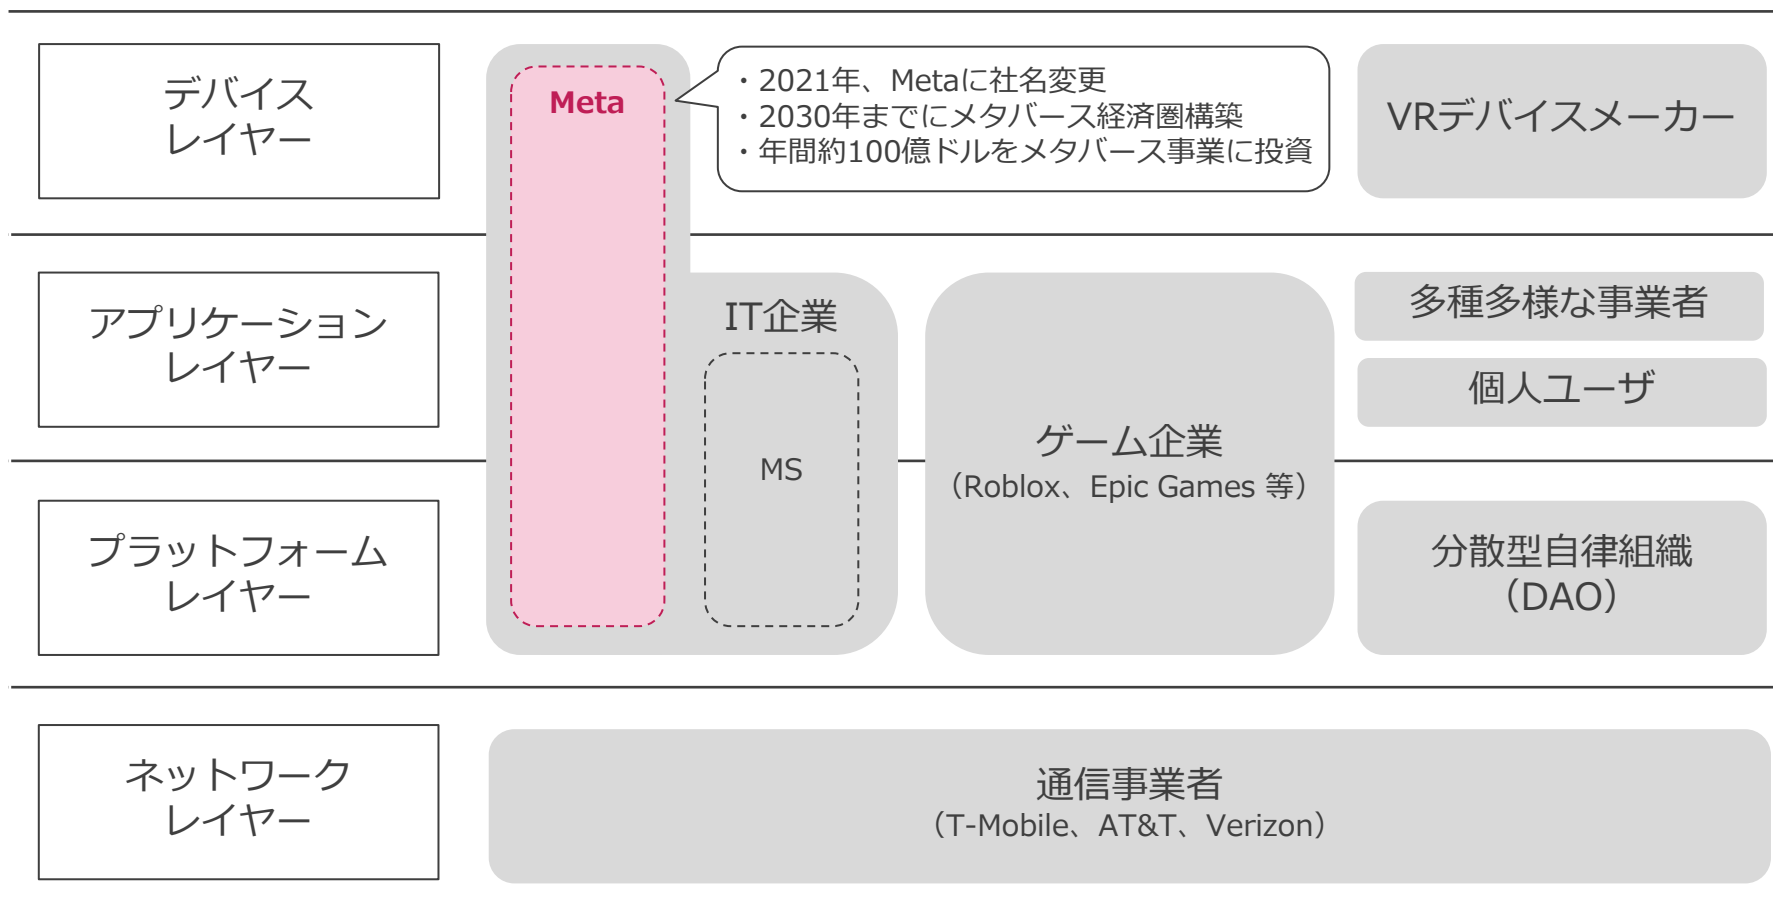 デバイス
レイヤー
Meta
・2021年、Metaに社名変更
・2030年までにメタバース経済圏構築
・年間約100億ドルをメタバース事業に投資
VRデバイスメーカー
アプリケーション
レイヤー
IT企業
MS
ゲーム企業
（Roblox、Epic Games 等）
多種多様な事業者
個人ユーザ
プラットフォーム
レイヤー
分散型自律組織
（DAO）
ネットワーク
レイヤー
通信事業者
（T-Mobile、AT&T、Verizon）